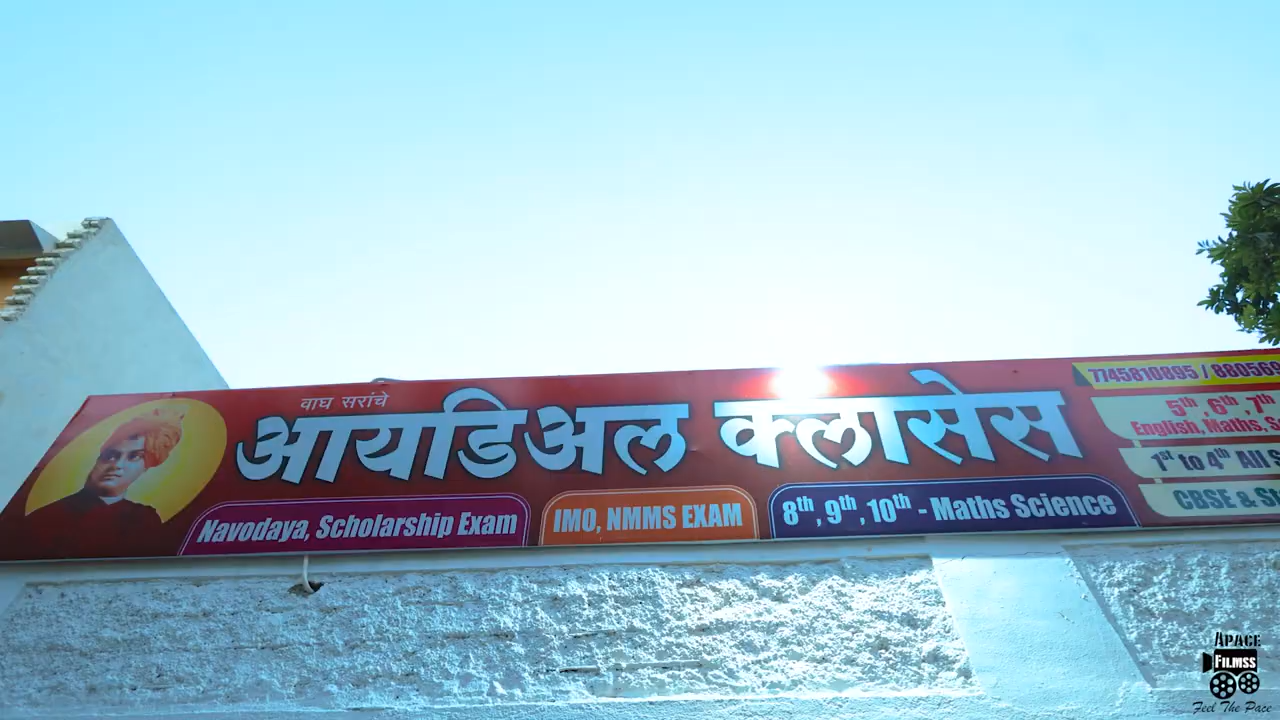 वाघ सरांचे
आयडिअल क्लासेस
Navodaya, Scholarship Exam
IMO, NMMS EXAM
8th, 9th, 10th - Maths Science
7745810895 /
5th, 6th, 7th
English, Maths,
1st to 4th All
CBSE &
APACE
FILMSS
Feel The Pace